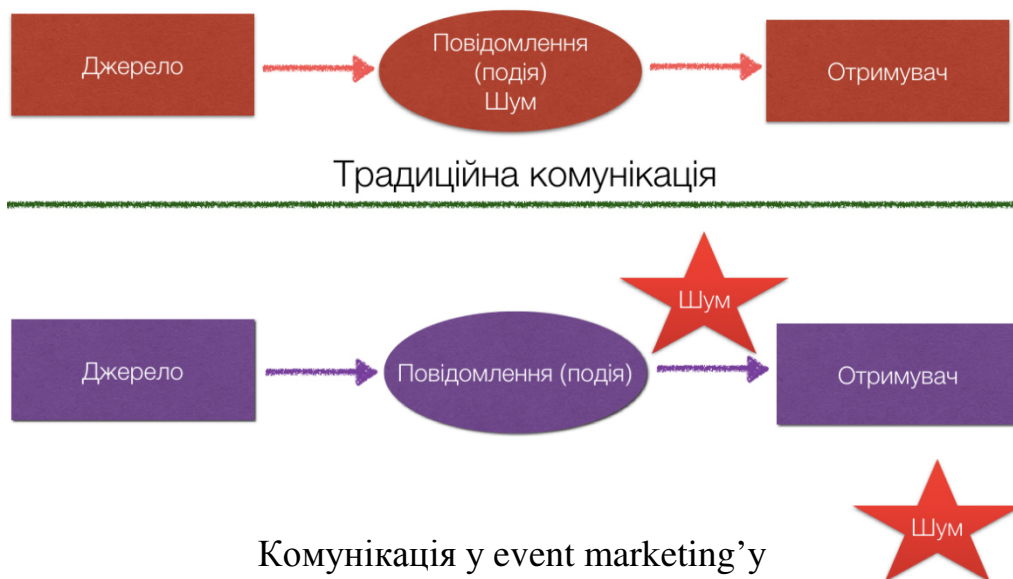 Джерело
Повідомлення
(подія)
Шум
Отримувач
Традиційна комунікація
Шум
Джерело
Повідомлення (подія)
Отримувач
Шум
Комунікація у event marketing’у